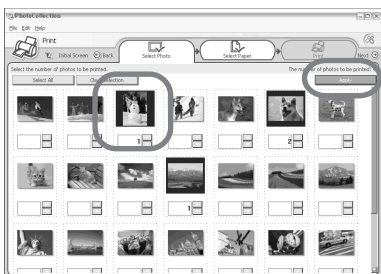 PhotoCollection
File Edit Help
Print
Initial Screen Back Select Photo Select Paper Print Next
Select the number of photos to be printed. The number of photos to be printed:
Select All Clear Selection Apply
1 2
1